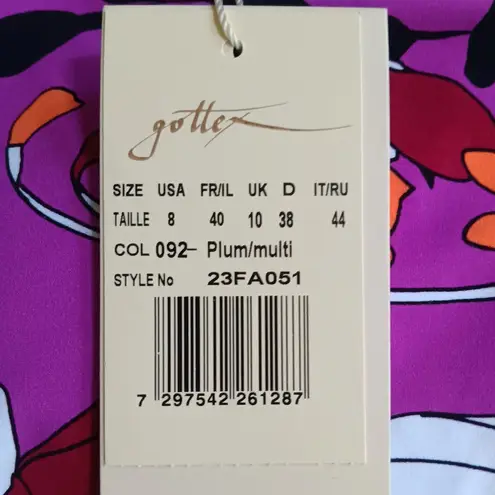 gottex
SIZE USA FR/IL UK D IT/RU
TAILLE 8 40 10 38 44
COL 092- Plum/multi
STYLE No 23FA051
7 297542 261287